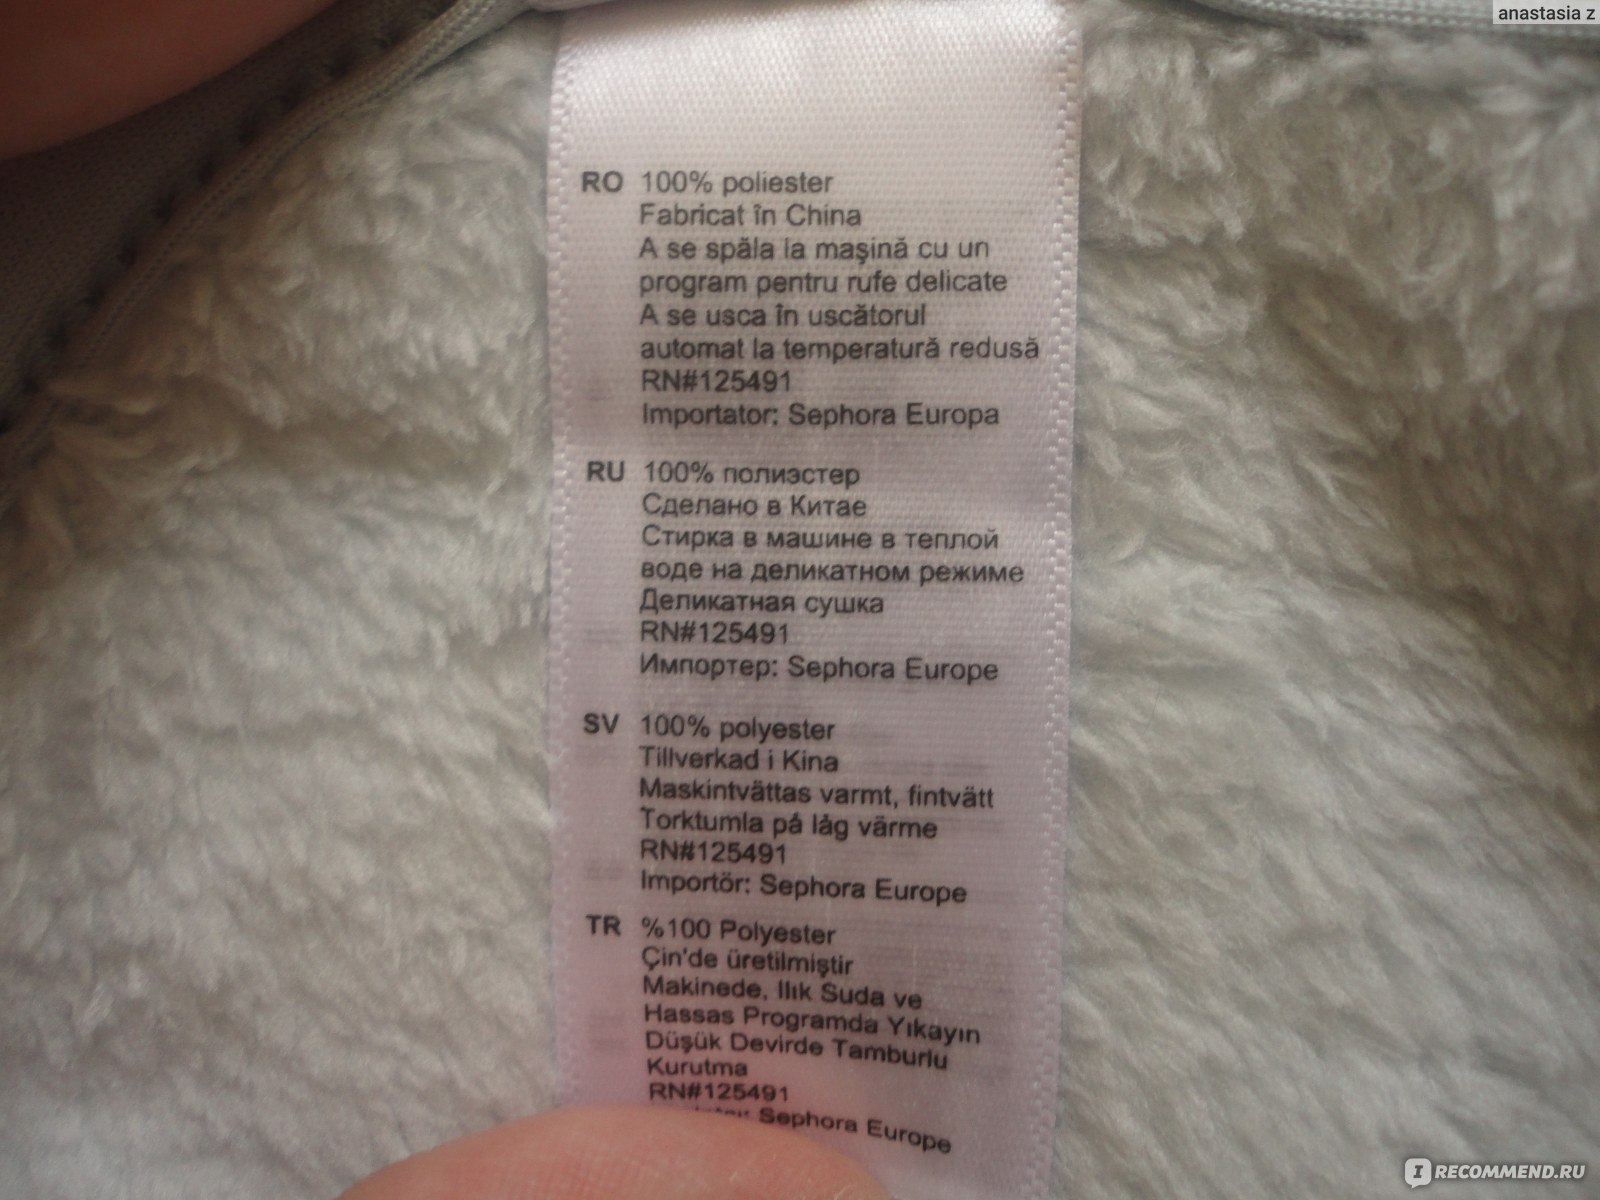 anastasia z
RO 100% poliester
Fabricat în China
A se spăla la mașină cu un
program pentru rufe delicate
A se usca în uscătorul
automat la temperatură redusă
RN#125491
Importator: Sephora Europa
RU 100% полиэстер
Сделано в Китае
Стирка в машине в теплой
воде на деликатном режиме
Деликатная сушка
RN#125491
Импортер: Sephora Europe
SV 100% polyester
Tillverkad i Kina
Maskintvättas varmt, fintvätt
Torktumla på låg värme
RN#125491
Importör: Sephora Europe
TR %100 Polyester
Çin'de üretilmiştir
Makinede, Ilık Suda ve
Hassas Programda Yıkayın
Düşük Devirde Tamburlu
Kurutma
RN#125491
Sephora Europe
IRECOMMEND.RU